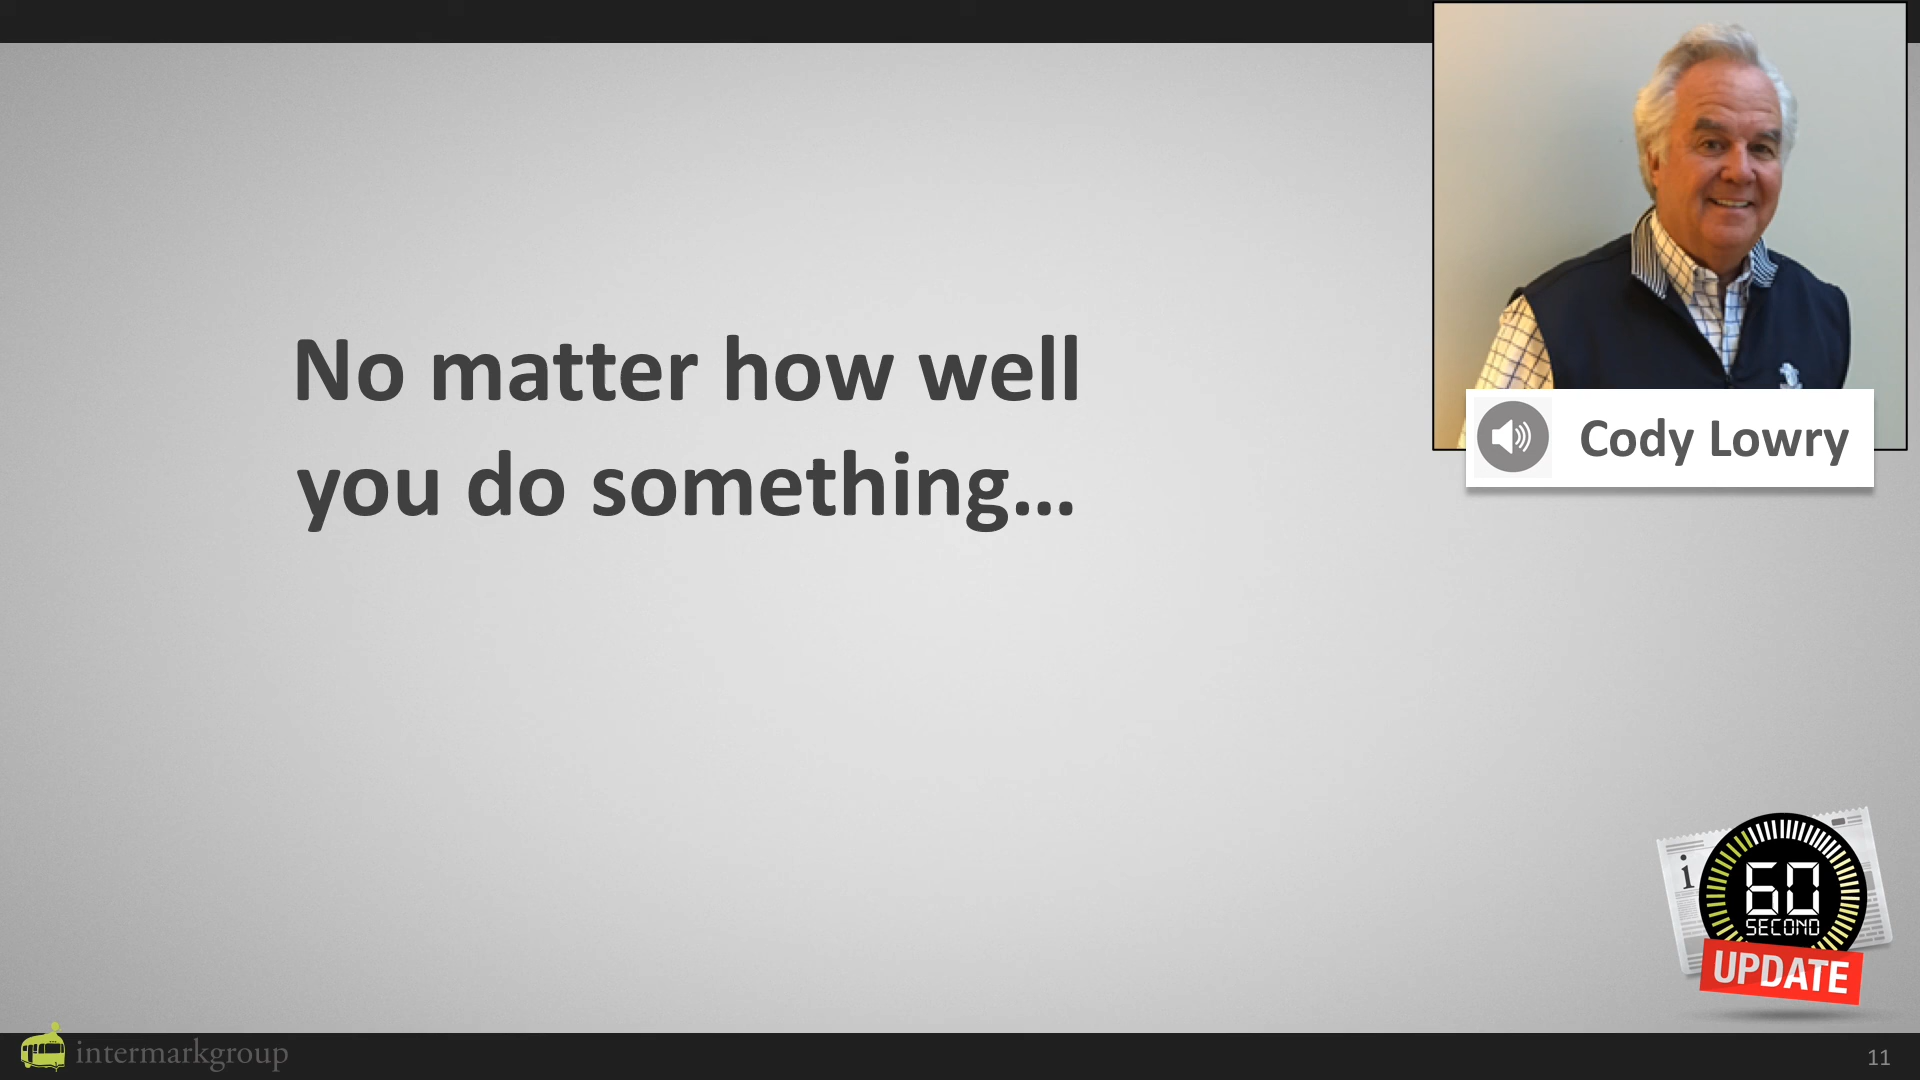 No matter how well
you do something...
Cody Lowry
i
60
SECOND
UPDATE
intermarkgroup
11